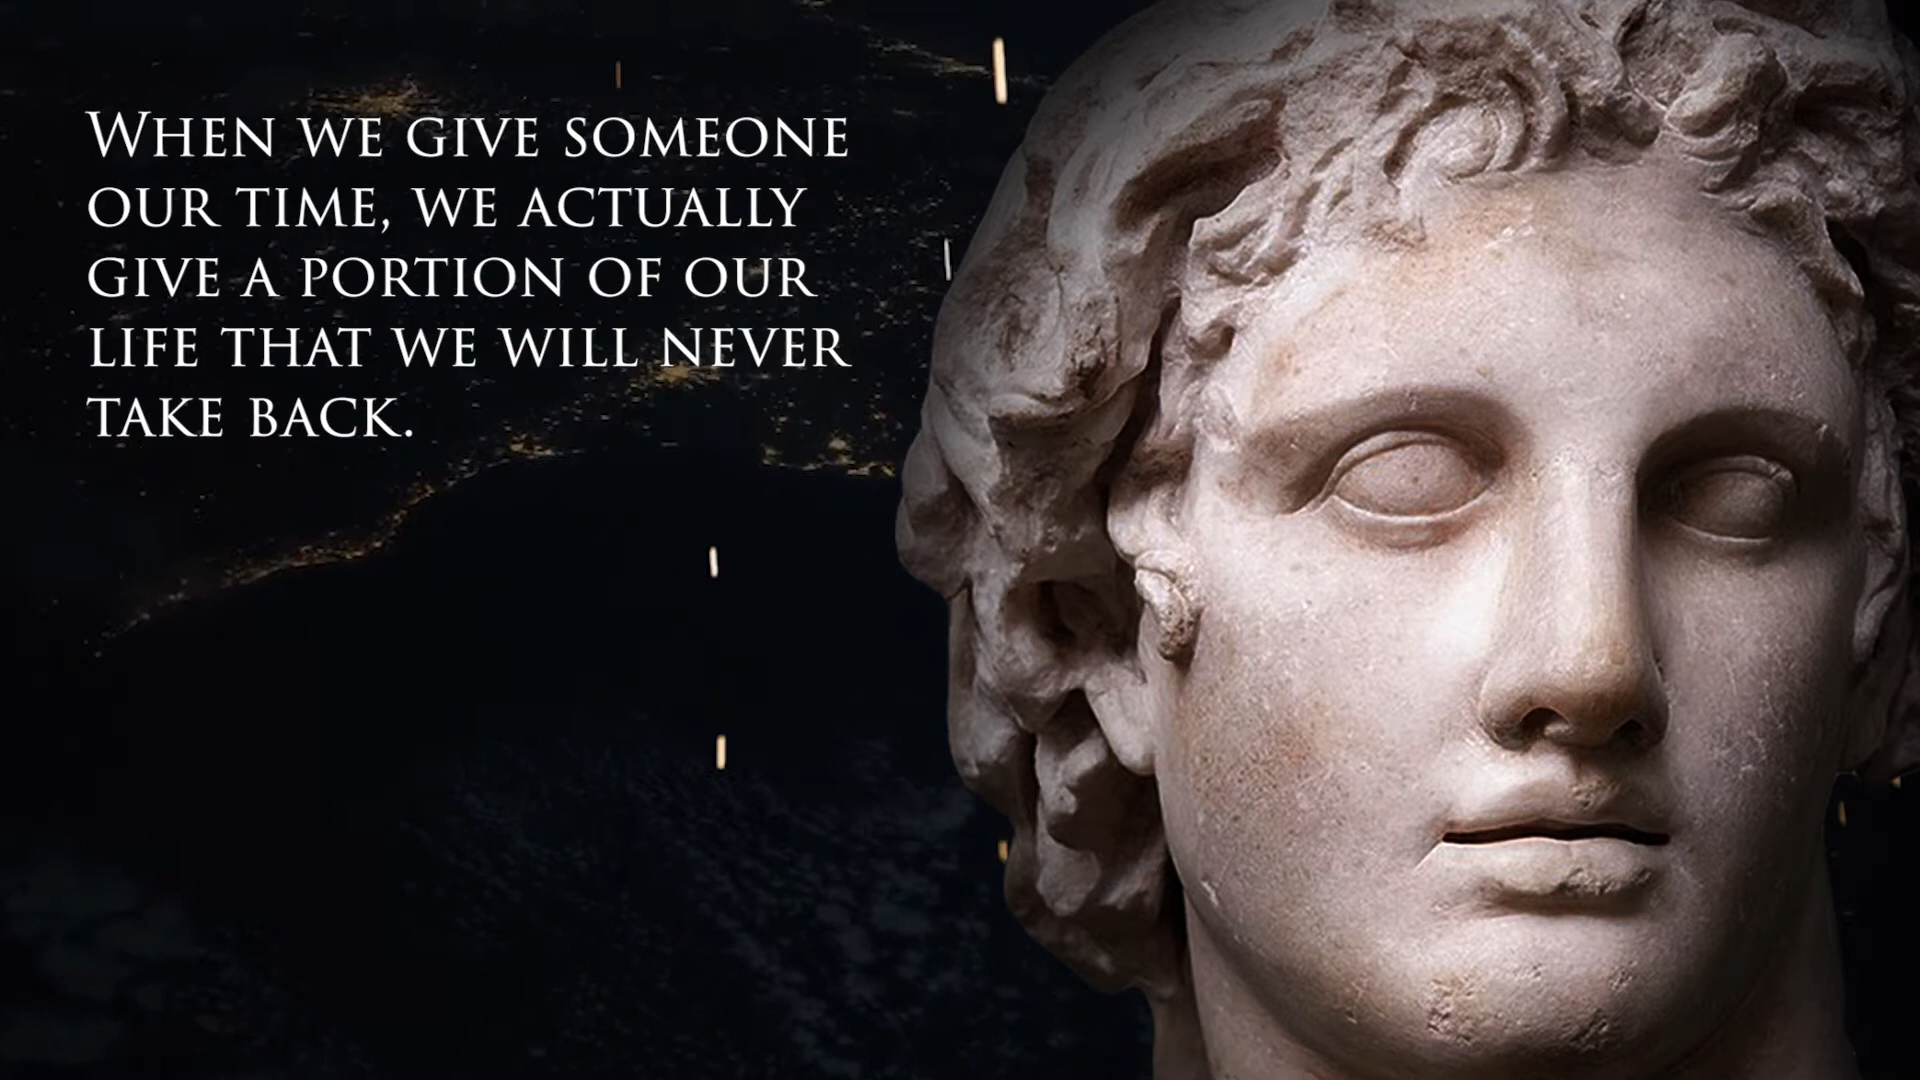 When we give someone
our time, we actually
give a portion of our
life that we will never
take back.